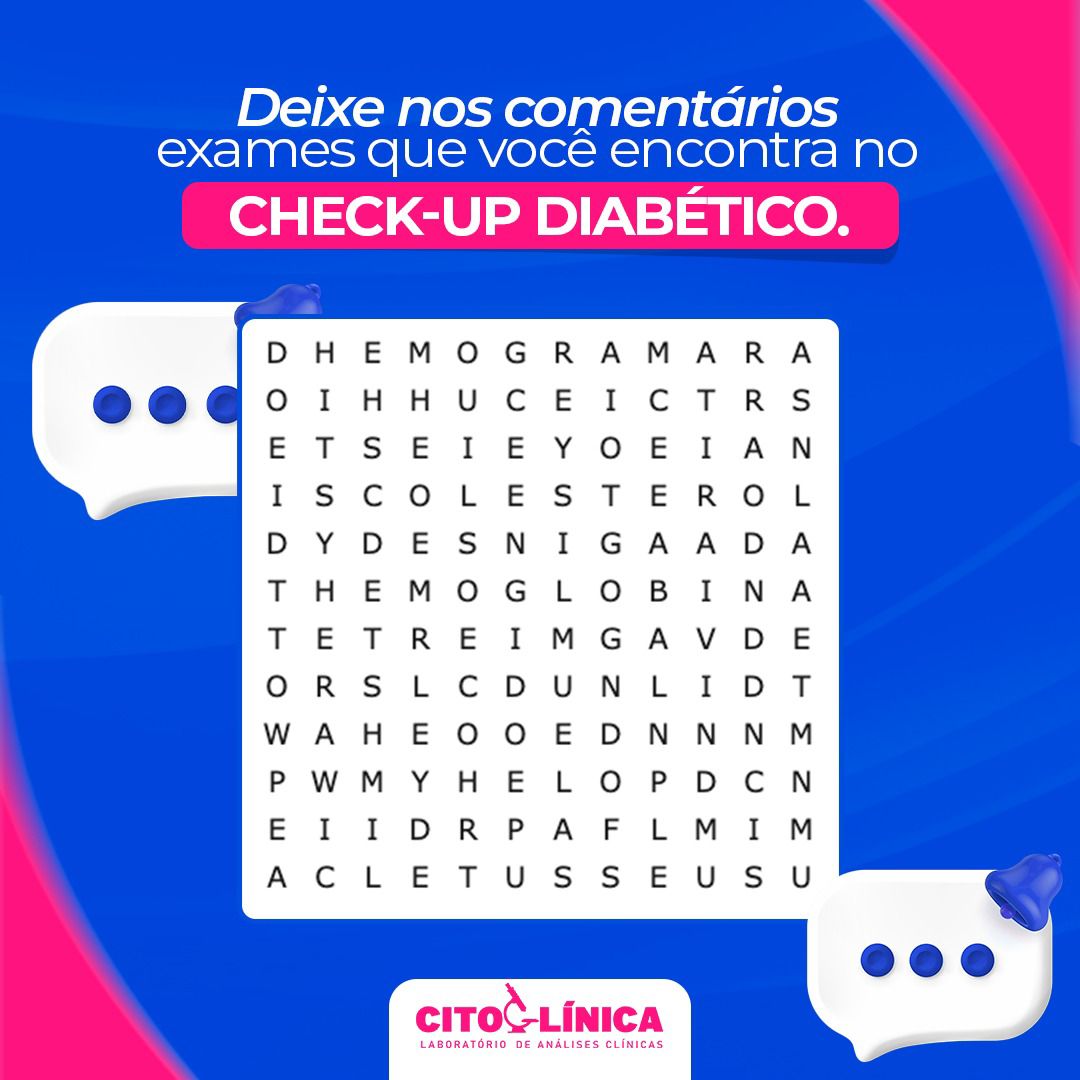 Deixe nos comentários
exames que você encontra no
CHECK-UP DIABÉTICO.
D H E M O G R A M A R A
O I H H U C E I C T R S
E T S E I E Y O E I A N
I S C O L E S T E R O L
D Y D E S N I G A A D A
T H E M O G L O B I N A
T E T R E I M G A V D E
O R S L C D U N L I D T
W A H E O O E D N N N M
P W M Y H E L O P D C N
E I I D R P A F L M I M
A C L E T U S S E U S U
CITOCLÍNICA
LABORATÓRIO DE ANÁLISES CLÍNICAS